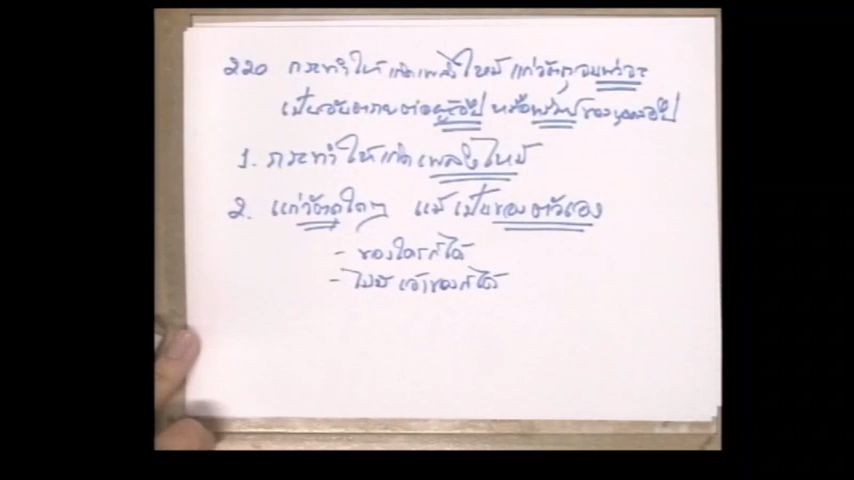 220 กระทำให้เกิดเพลิงไหม้ แก่วัตถุ จนน่าจะ
เป็นอันตรายต่อผู้อื่น หรือทรัพย์ของบุคคลอื่น
1. กระทำให้เกิดเพลิงไหม้
2. แก่วัตถุใดๆ แม้เป็นของตัวเอง
- ของใครก็ได้
- ไม่มีเจ้าของก็ได้